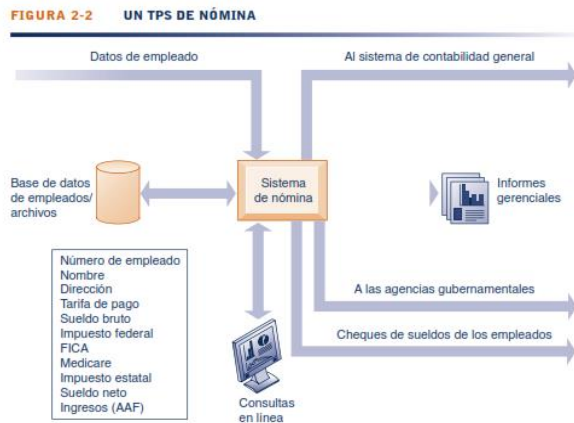 FIGURA 2-2 UN TPS DE NÓMINA
Datos de empleado
Al sistema de contabilidad general
Base de datos
de empleados/
archivos
Sistema
de nómina
Informes
gerenciales
Número de empleado
Nombre
Dirección
Tarifa de pago
Sueldo bruto
Impuesto federal
FICA
Medicare
Impuesto estatal
Sueldo neto
Ingresos (AAF)
Consultas
en línea
A las agencias gubernamentales
Cheques de sueldos de los empleados